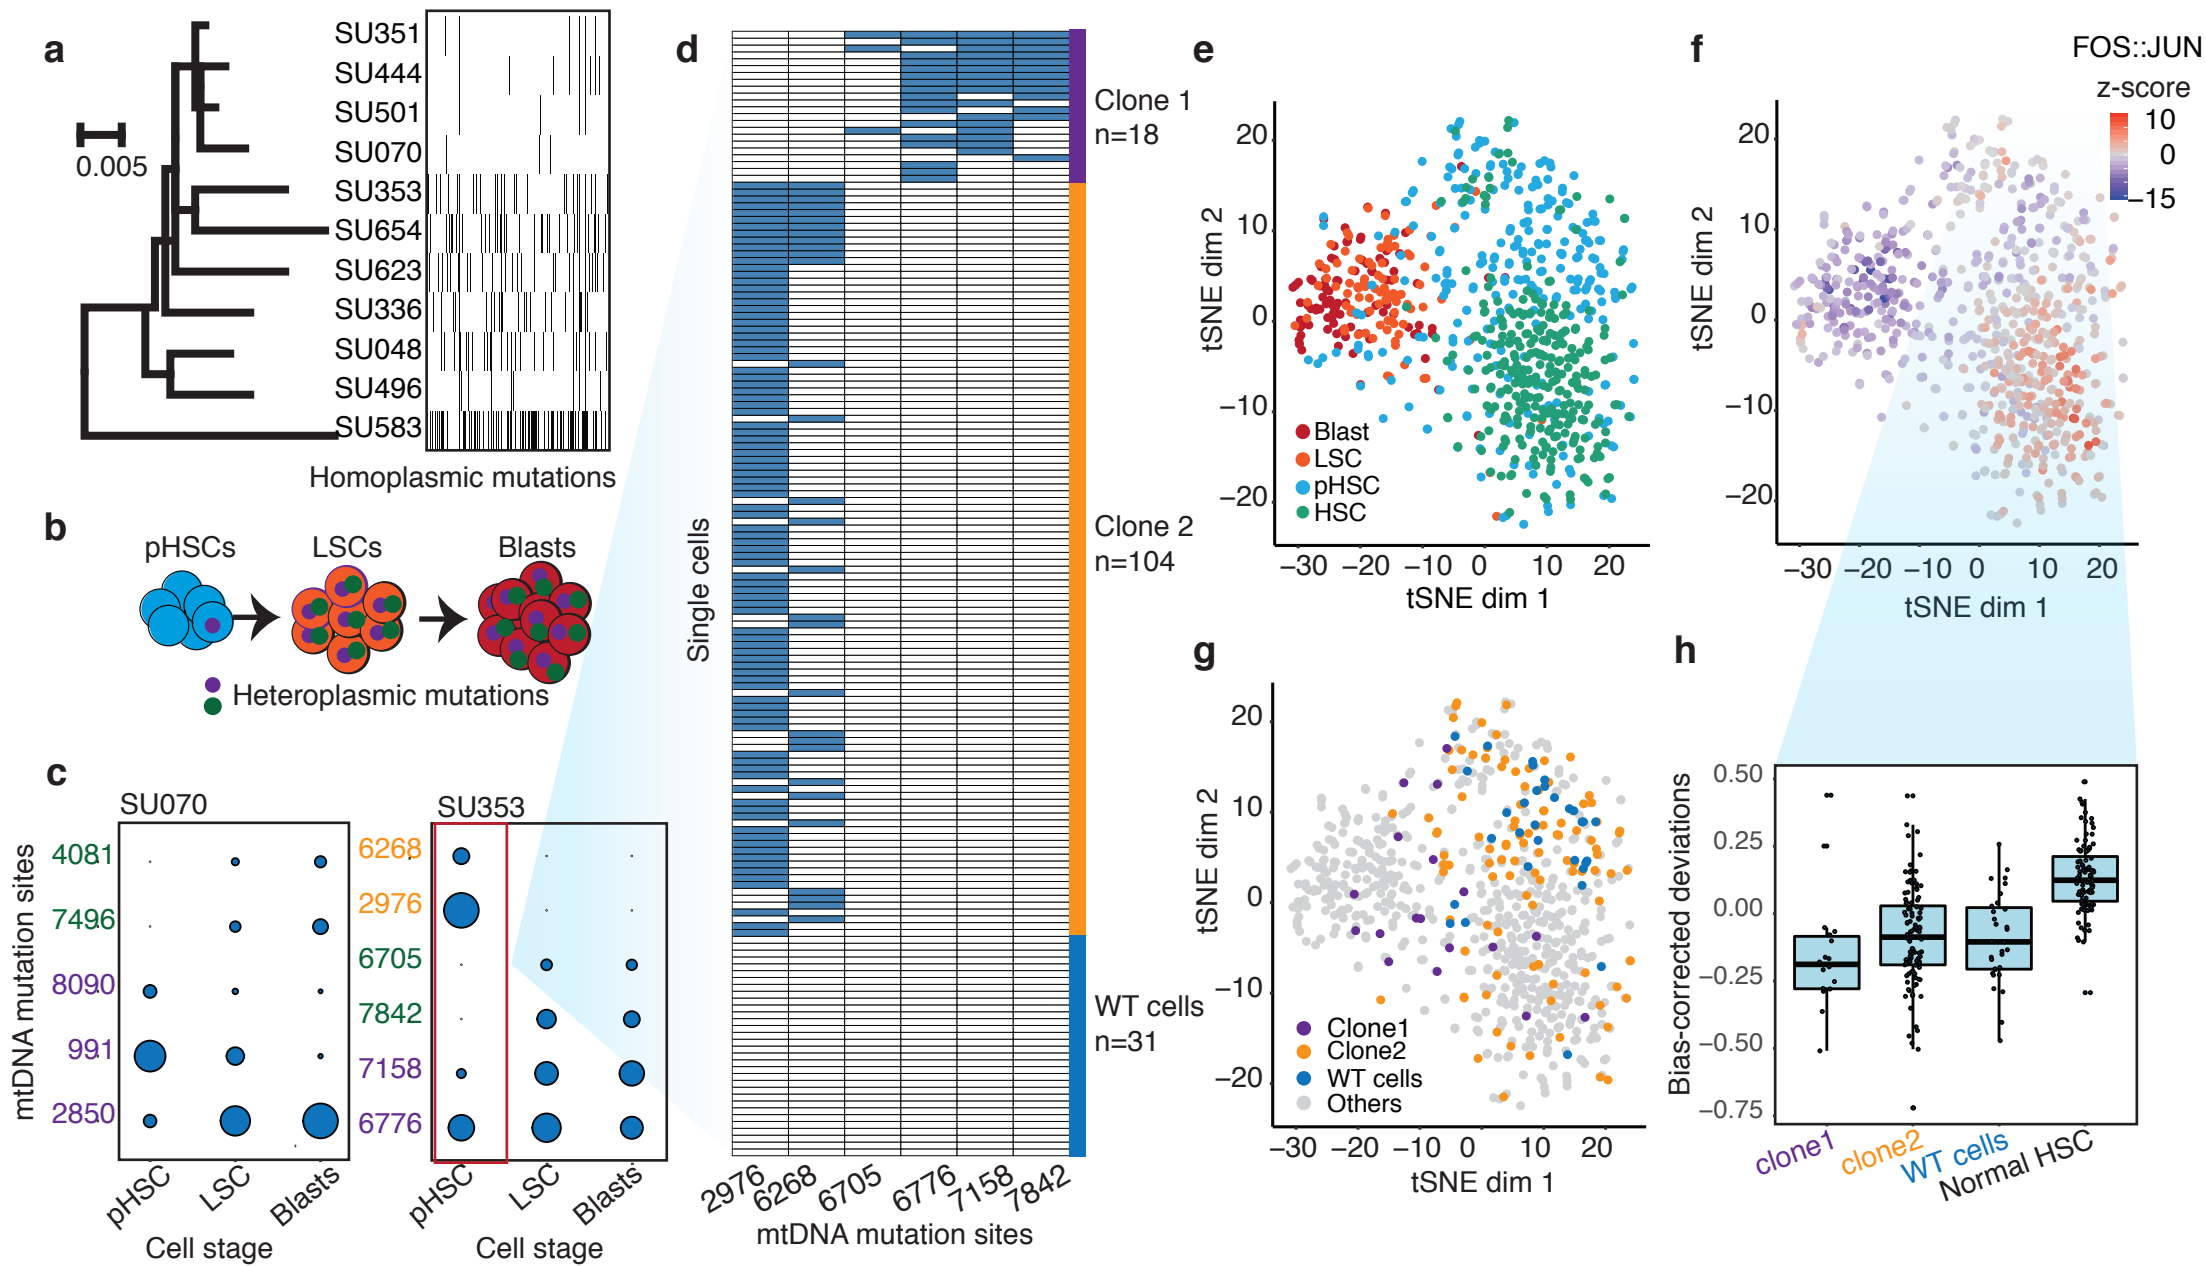 a
SU351
SU444
SU501
SU070
SU353
SU654
SU623
SU336
SU048
SU496
SU583
0.005
Homoplasmic mutations
b
pHSCs
LSCs
Blasts
Heteroplasmic mutations
c
SU070
mtDNA mutation sites
4081
7496
8090
991
2850
pHSC
LSC
Blasts
Cell stage
SU353
6268
2976
6705
7842
7158
6776
pHSC
LSC
Blasts
Cell stage
d
Single cells
Clone 1
n=18
Clone 2
n=104
WT cells
n=31
2976
6268
6705
6776
7158
7842
mtDNA mutation sites
e
tSNE dim 2
20
10
0
−10
−20
Blast
LSC
pHSC
HSC
−30 −20 −10 0 10 20
tSNE dim 1
f
FOS::JUN
z-score
10
0
−15
tSNE dim 2
20
10
0
−10
−20
−30 −20 −10 0 10 20
tSNE dim 1
g
tSNE dim 2
20
10
0
−10
−20
Clone1
Clone2
WT cells
Others
−30 −20 −10 0 10 20
tSNE dim 1
h
Bias-corrected deviations
0.50
0.25
0.00
−0.25
−0.50
−0.75
clone1
clone2
WT cells
Normal HSC